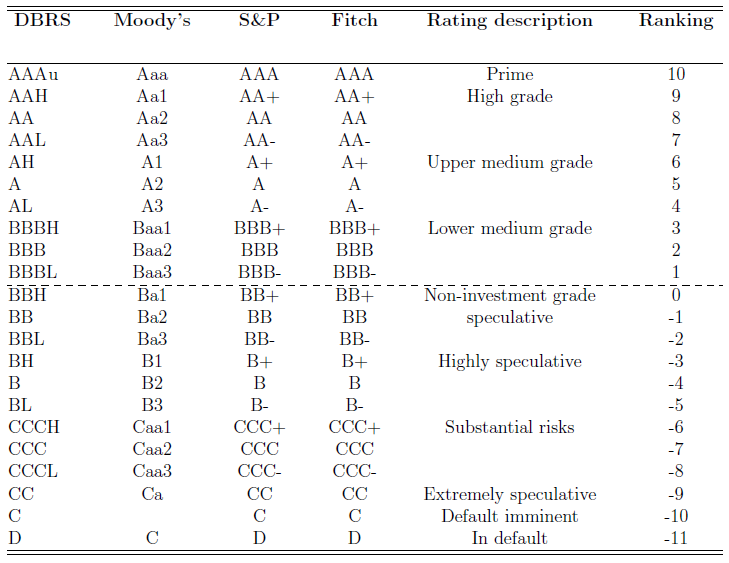 DBRS Moody's S&P Fitch Rating description Ranking
AAAu Aaa AAA AAA Prime 10
AAH Aa1 AA+ AA+ High grade 9
AA Aa2 AA AA 8
AAL Aa3 AA- AA- 7
AH A1 A+ A+ Upper medium grade 6
A A2 A A 5
AL A3 A- A- 4
BBBH Baa1 BBB+ BBB+ Lower medium grade 3
BBB Baa2 BBB BBB 2
BBBL Baa3 BBB- BBB- 1
BBH Ba1 BB+ BB+ Non-investment grade 0
BB Ba2 BB BB speculative -1
BBL Ba3 BB- BB- -2
BH B1 B+ B+ Highly speculative -3
B B2 B B -4
BL B3 B- B- -5
CCCH Caa1 CCC+ CCC+ Substantial risks -6
CCC Caa2 CCC CCC -7
CCCL Caa3 CCC- CCC- -8
CC Ca CC CC Extremely speculative -9
C C C Default imminent -10
D C D D In default -11